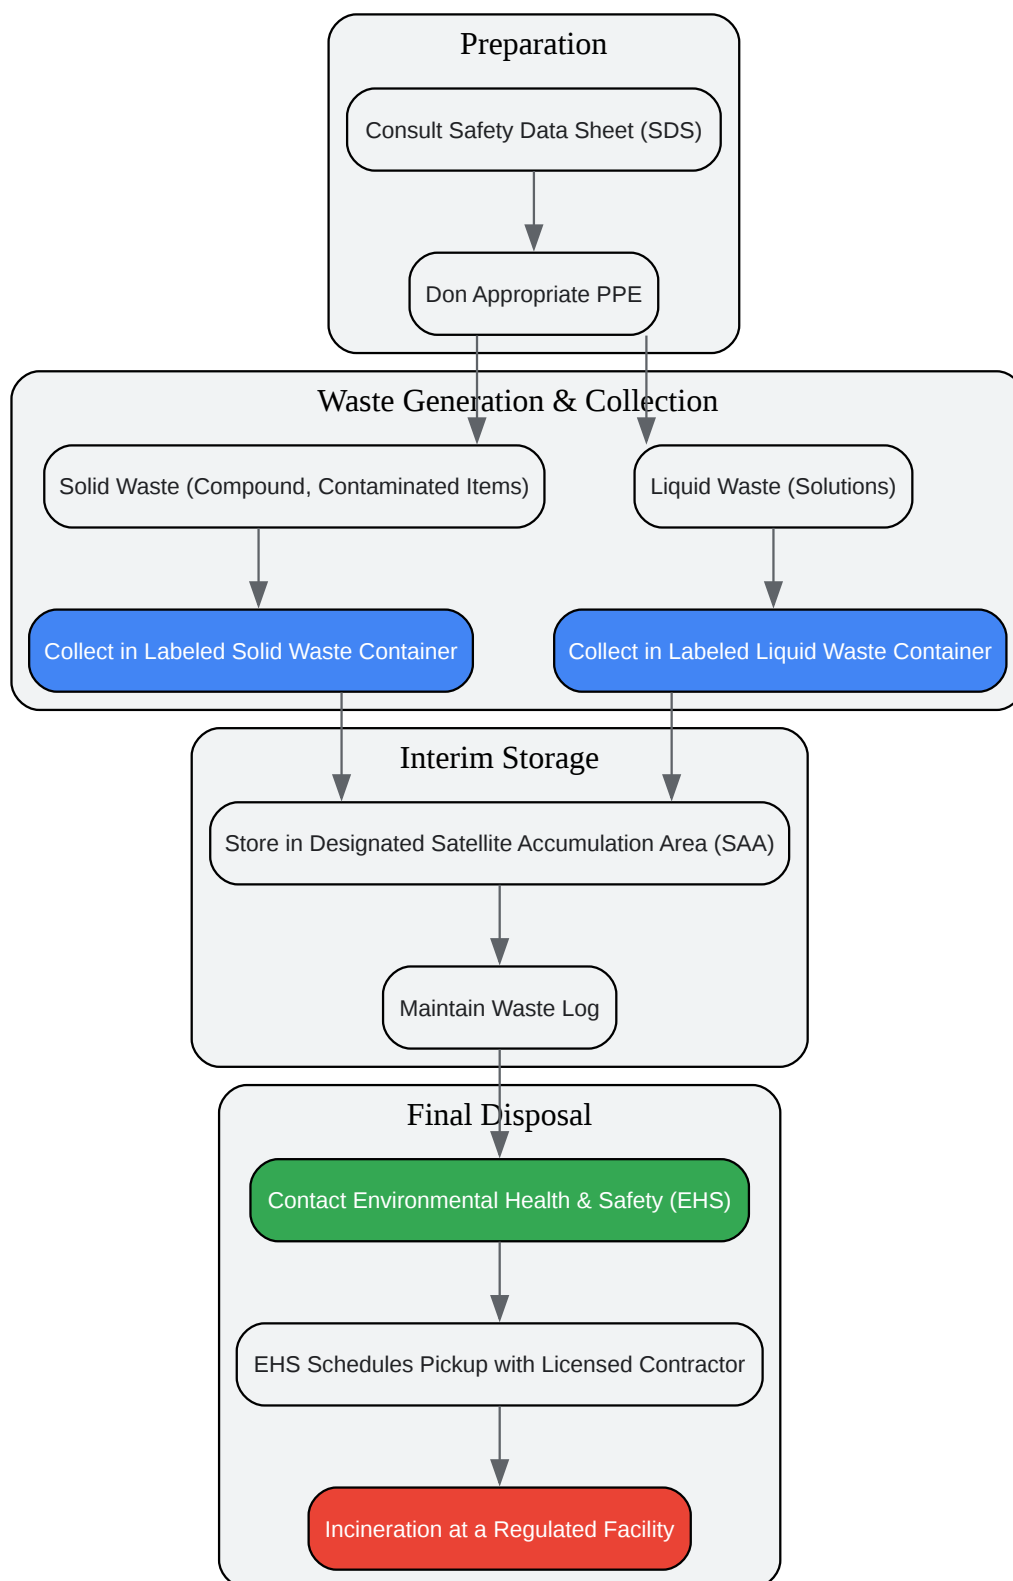 Preparation
Consult Safety Data Sheet (SDS)
Don Appropriate PPE
Waste Generation & Collection
Solid Waste (Compound, Contaminated Items)
Liquid Waste (Solutions)
Collect in Labeled Solid Waste Container
Collect in Labeled Liquid Waste Container
Interim Storage
Store in Designated Satellite Accumulation Area (SAA)
Maintain Waste Log
Final Disposal
Contact Environmental Health & Safety (EHS)
EHS Schedules Pickup with Licensed Contractor
Incineration at a Regulated Facility